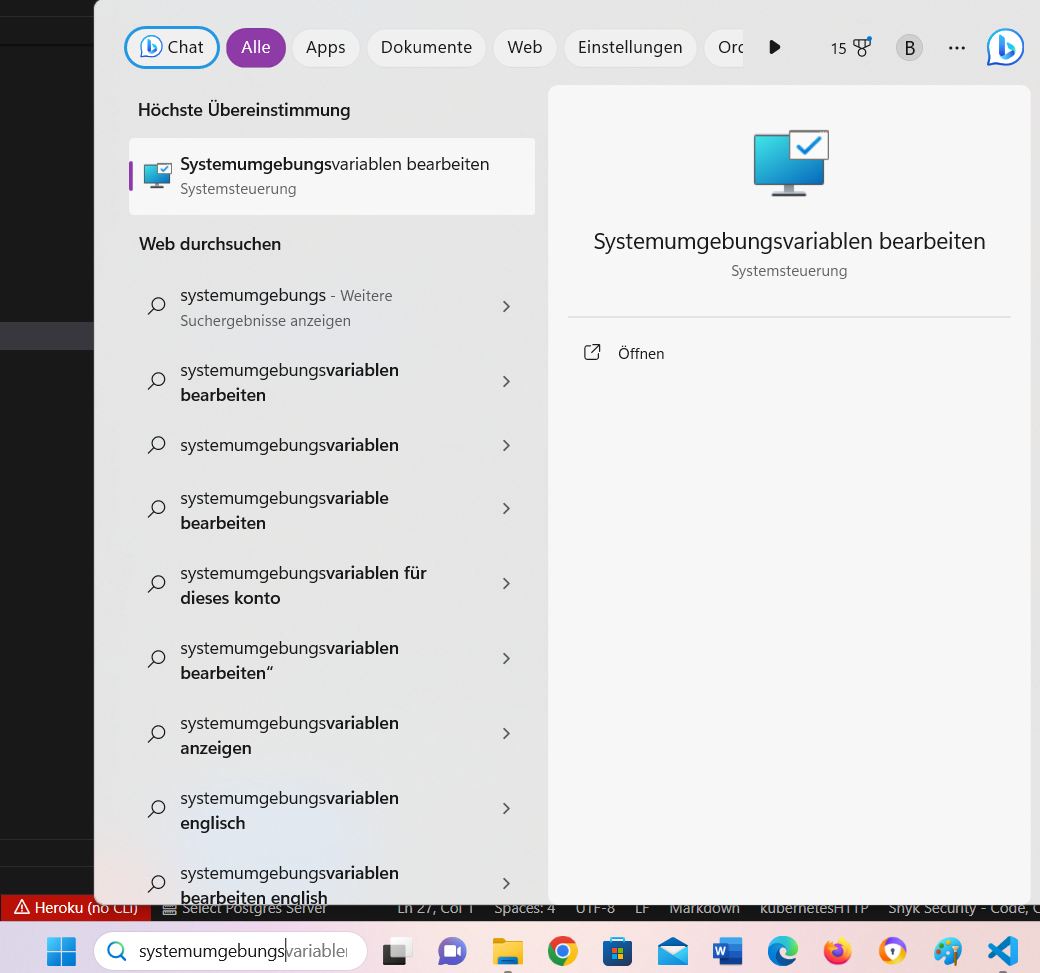 Chat
Alle
Apps
Dokumente
Web
Einstellungen
15
B
Höchste Übereinstimmung
Systemumgebungsvariablen bearbeiten
Systemsteuerung
Web durchsuchen
systemumgebungs - Weitere
Suchergebnisse anzeigen
systemumgebungsvariablen
bearbeiten
systemumgebungsvariablen
systemumgebungsvariable
bearbeiten
systemumgebungsvariablen für
dieses konto
systemumgebungsvariablen
bearbeiten“
systemumgebungsvariablen
anzeigen
systemumgebungsvariablen
englisch
systemumgebungsvariablen
bearbeiten english
Systemumgebungsvariablen bearbeiten
Systemsteuerung
Öffnen
Heroku (no CLI)
Select Postgres Server
Ln 27, Col 1
Spaces: 4
UTF-8
LF
Markdown
kubernetesHTTP
Snyk Security - Code,
systemumgebungsvariablen
W